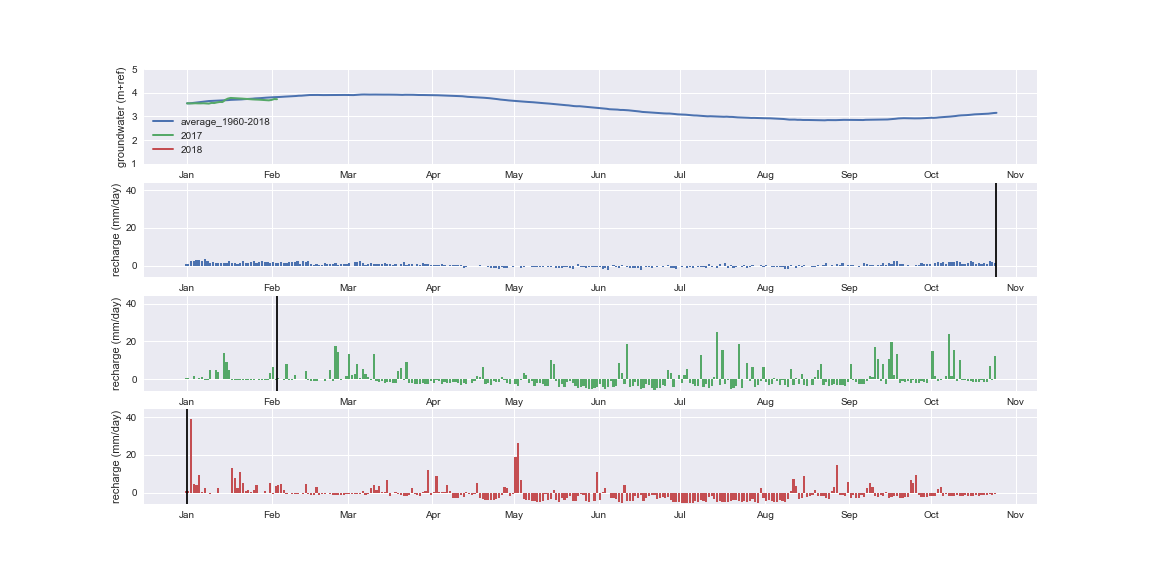 groundwater (m+ref)
5
4
3
2
1
average_1960-2018
2017
2018
Jan Feb Mar Apr May Jun Jul Aug Sep Oct Nov
recharge (mm/day)
40
20
0
Jan Feb Mar Apr May Jun Jul Aug Sep Oct Nov
recharge (mm/day)
40
20
0
Jan Feb Mar Apr May Jun Jul Aug Sep Oct Nov
recharge (mm/day)
40
20
0
Jan Feb Mar Apr May Jun Jul Aug Sep Oct Nov